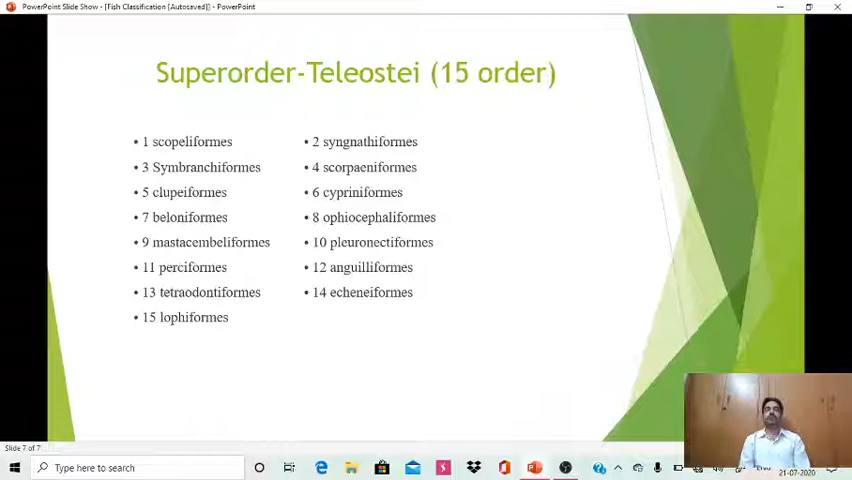 PowerPoint Slide Show - [Fish Classification [Autosaved]] - PowerPoint
Superorder-Teleostei (15 order)
• 1 scopeliformes • 2 syngnathiformes
• 3 Symbranchiformes • 4 scorpaeniformes
• 5 clupeiformes • 6 cypriniformes
• 7 beloniformes • 8 ophiocephaliformes
• 9 mastacembeliformes • 10 pleuronectiformes
• 11 perciformes • 12 anguilliformes
• 13 tetraodontiformes • 14 echeneiformes
• 15 lophiformes
Slide 7 of 7
Type here to search
21-07-2020